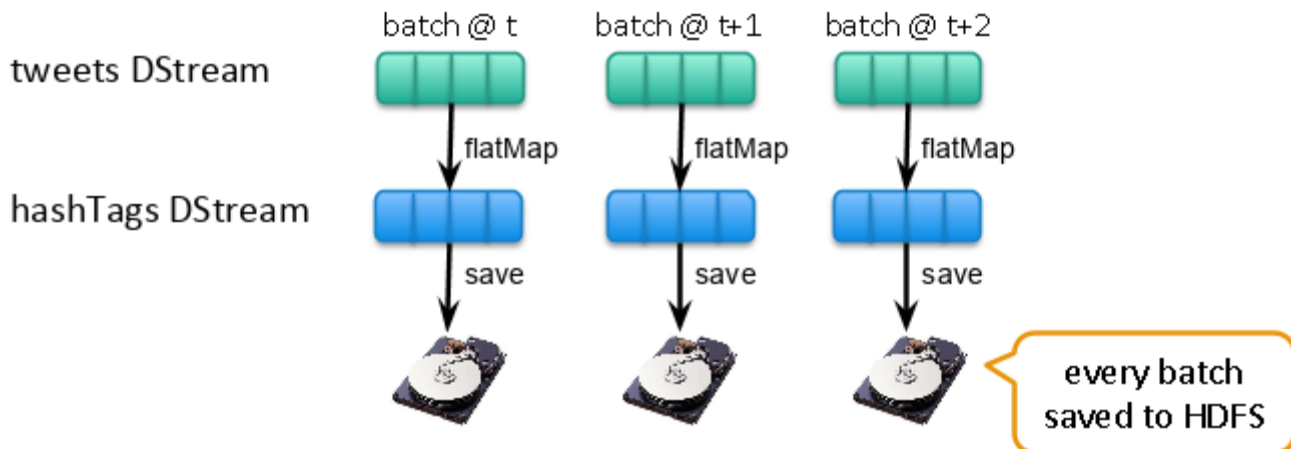 batch @ t
batch @ t+1
batch @ t+2
tweets DStream
flatMap
flatMap
flatMap
hashTags DStream
save
save
save
every batch
saved to HDFS